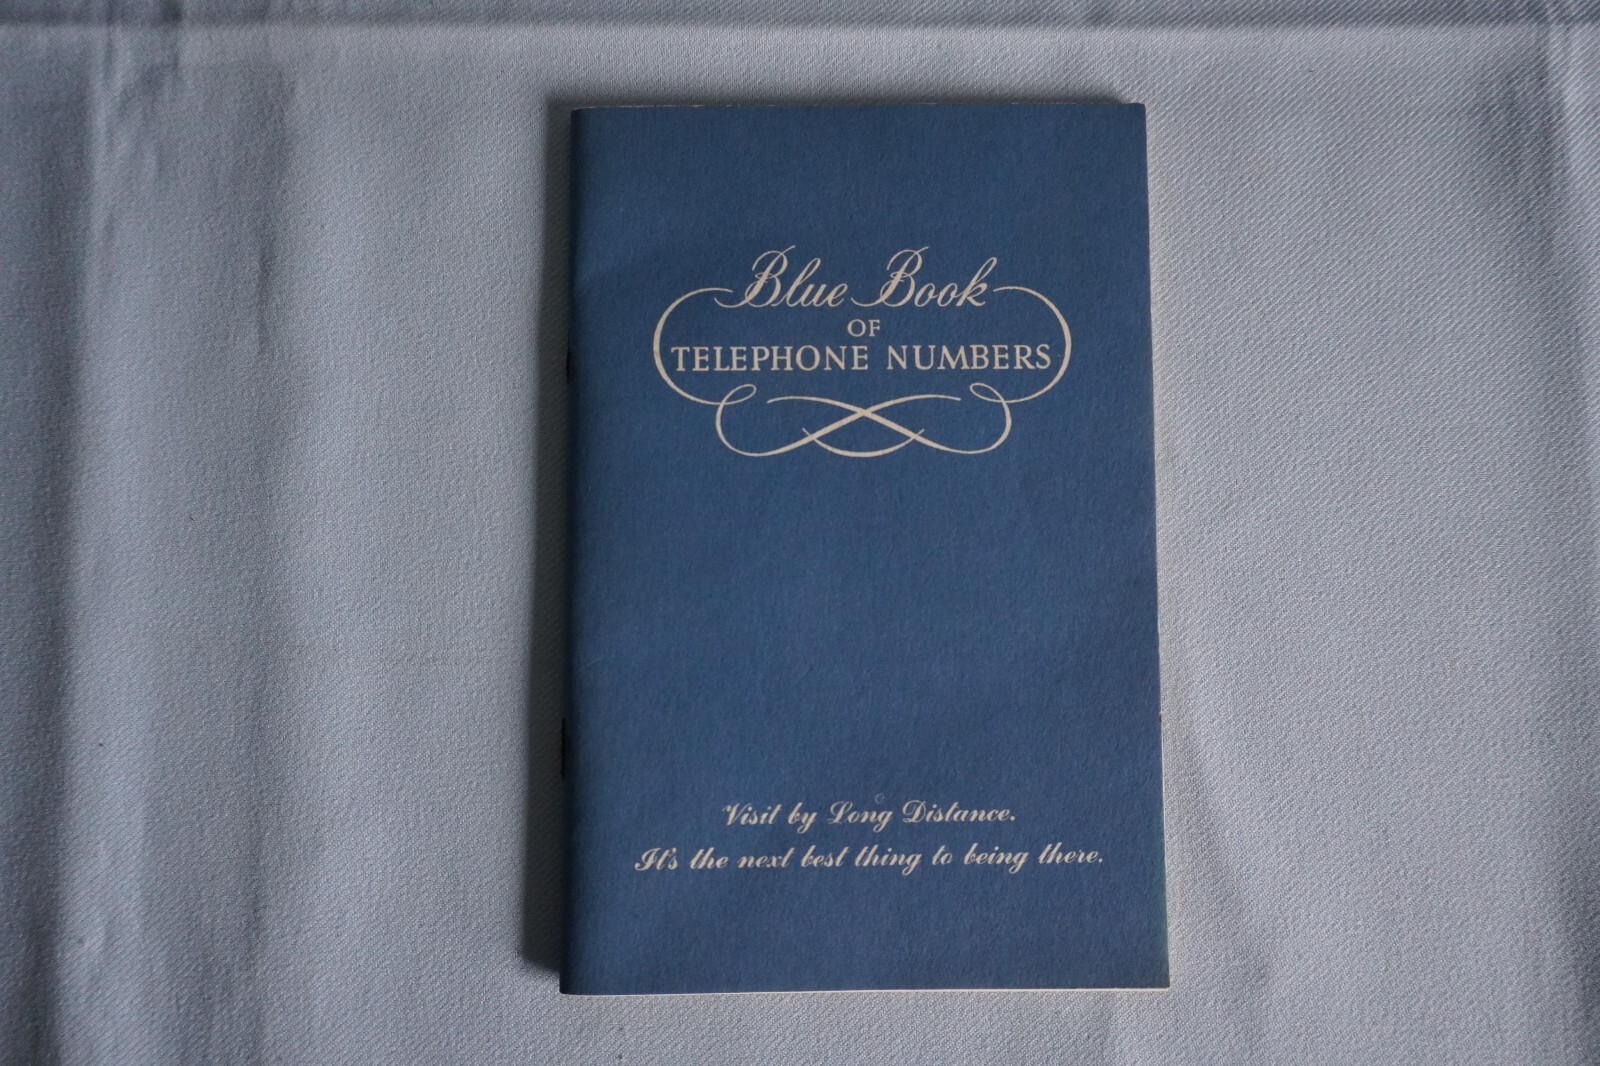 Blue Book
OF
TELEPHONE NUMBERS
Visit by Long Distance.
It's the next best thing to being there.